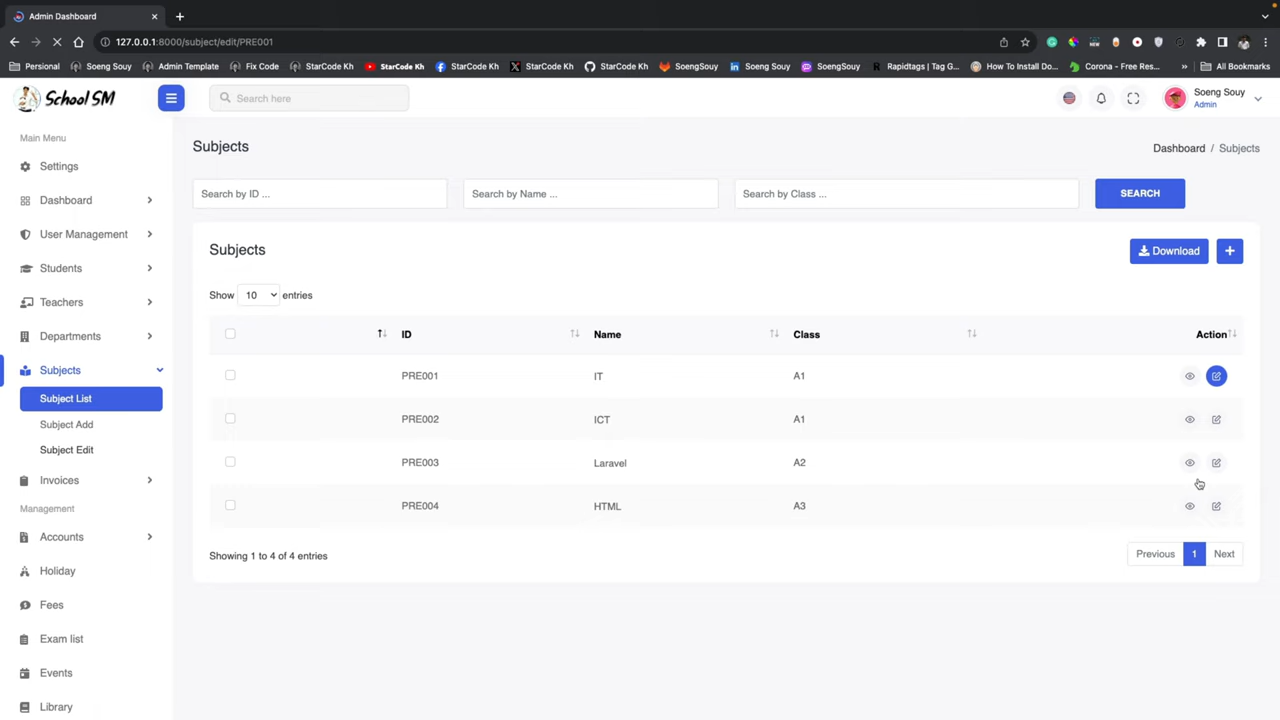 Admin Dashboard
127.0.0.1:8000/subject/edit/PRE001
Personal
Soeng Souy
Admin Template
Fix Code
StarCode Kh
StarCode Kh
StarCode Kh
StarCode Kh
StarCode Kh
SoengSouy
Soeng Souy
SoengSouy
Rapidtags | Tag G...
How To Install Do...
Corona - Free Res...
All Bookmarks
School SM
Search here
Soeng Souy
Admin
Main Menu
Settings
Dashboard
User Management
Students
Teachers
Departments
Subjects
Subject List
Subject Add
Subject Edit
Invoices
Management
Accounts
Holiday
Fees
Exam list
Events
Library
Subjects
Dashboard / Subjects
Search by ID ...
Search by Name ...
Search by Class ...
SEARCH
Subjects
Download
+
Show 10 entries
ID Name Class Action
PRE001 IT A1
PRE002 ICT A1
PRE003 Laravel A2
PRE004 HTML A3
Showing 1 to 4 of 4 entries
Previous 1 Next